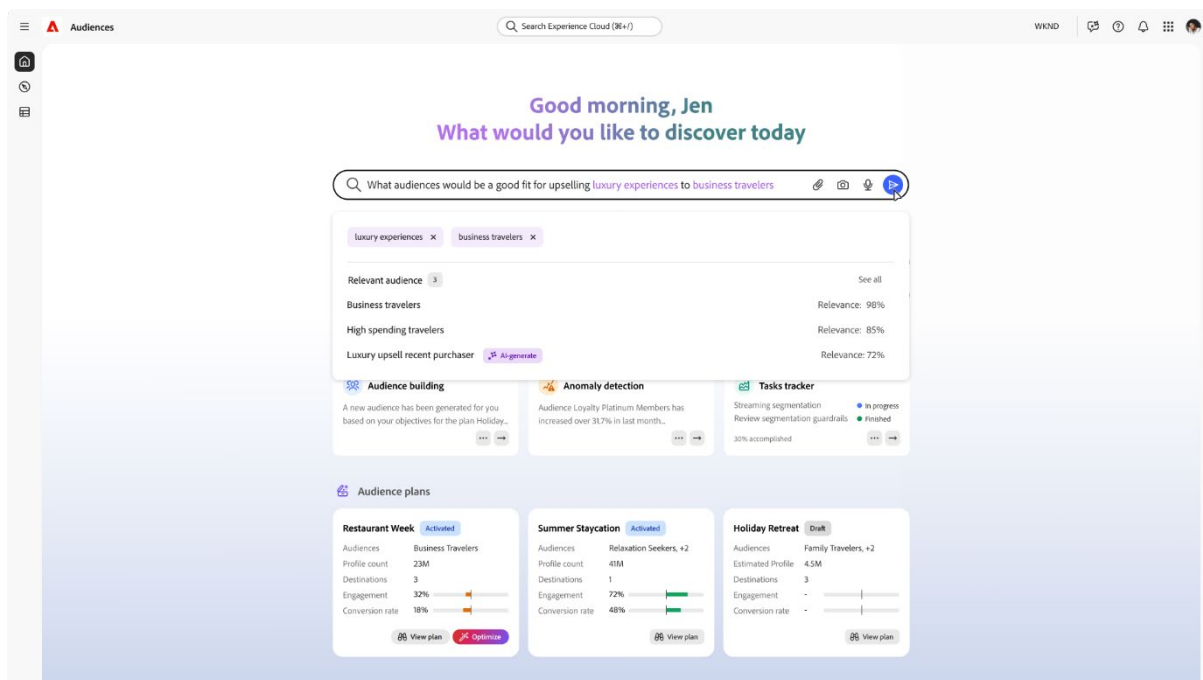 Audiences
Search Experience Cloud (⌘+/)
WKND
Good morning, Jen
What would you like to discover today
What audiences would be a good fit for upselling luxury experiences to business travelers
luxury experiences × business travelers ×
Relevant audience 3 See all
Business travelers Relevance: 98%
High spending travelers Relevance: 85%
Luxury upsell recent purchaser AI-generate Relevance: 72%
Audience building
A new audience has been generated for you
based on your objectives for the plan Holiday...
Anomaly detection
Audience Loyalty Platinum Members has
increased over 31.7% in last month...
Tasks tracker
Streaming segmentation In progress
Review segmentation guardrails Finished
30% accomplished
Audience plans
Restaurant Week Activated
Audiences Business Travelers
Profile count 23M
Destinations 3
Engagement 32%
Conversion rate 18%
View plan Optimize
Summer Staycation Activated
Audiences Relaxation Seekers, +2
Profile count 41M
Destinations 1
Engagement 72%
Conversion rate 48%
View plan
Holiday Retreat Draft
Audiences Family Travelers, +2
Estimated Profile 4.5M
Destinations 3
Engagement -
Conversion rate -
View plan